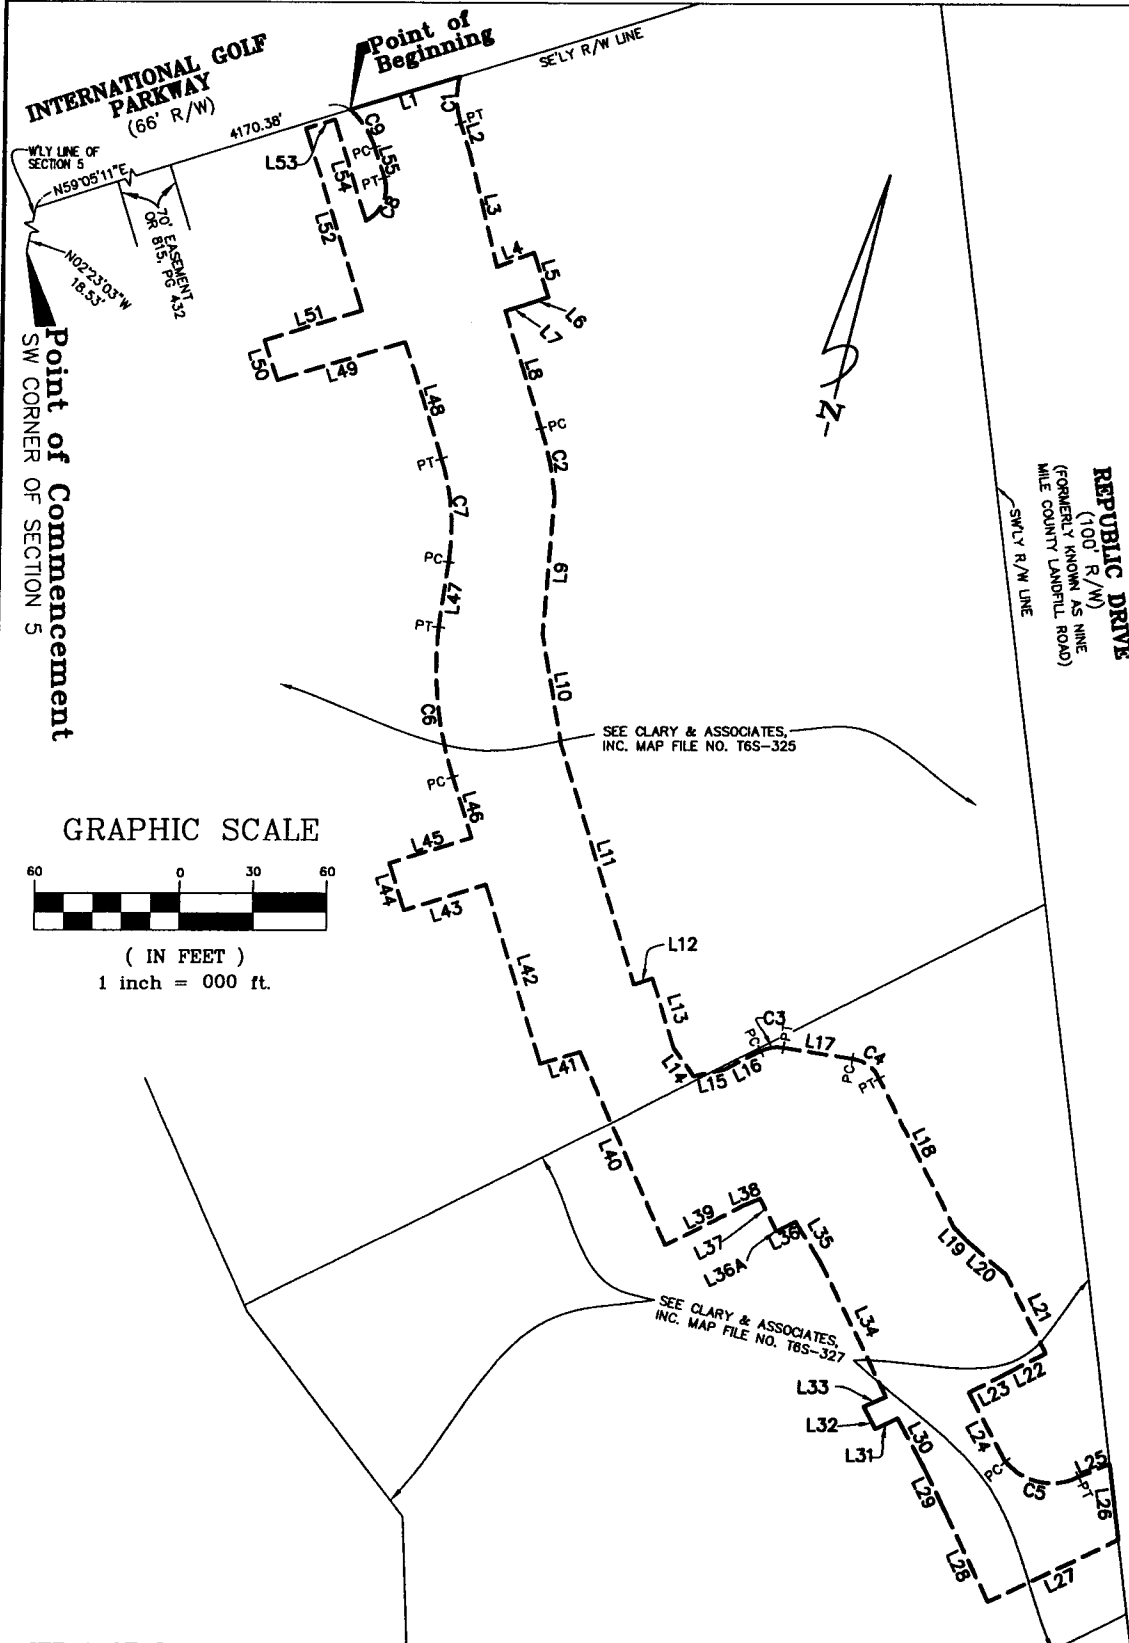 Point of
Beginning
INTERNATIONAL GOLF
PARKWAY
(66' R/W)
SE'LY R/W LINE
4170.38'
N59°05'11"E
W'LY LINE OF
SECTION 5
70' EASEMENT
OR 815, PG 432
N02°23'03"W
18.53'
Point of Commencement
SW CORNER OF SECTION 5
L1
C9
PC
L55
PT
C8
L53
L54
L52
L51
L50
L49
L48
PT
C7
PC
L47
PT
C6
PC
L46
L45
L44
L43
L42
L41
L40
PT
L2
L3
L4
L5
L6
L7
L8
PC
C2
L9
L10
L11
L12
L13
L14
L15
L16
PC
C3
PT
L17
PC
C4
PT
L18
L19
L20
L21
L22
L23
L24
PC
C5
PT
L25
L26
L27
L28
L29
L30
L31
L32
L33
L34
L35
L36
L36A
L37
L38
L39
-N-
REPUBLIC DRIVE
(100' R/W)
(FORMERLY KNOWN AS NINE
MILE COUNTY LANDFILL ROAD)
SW'LY R/W LINE
SEE CLARY & ASSOCIATES,
INC. MAP FILE NO. T6S-325
SEE CLARY & ASSOCIATES,
INC. MAP FILE NO. T6S-327
GRAPHIC SCALE
60 0 30 60
( IN FEET )
1 inch = 000 ft.